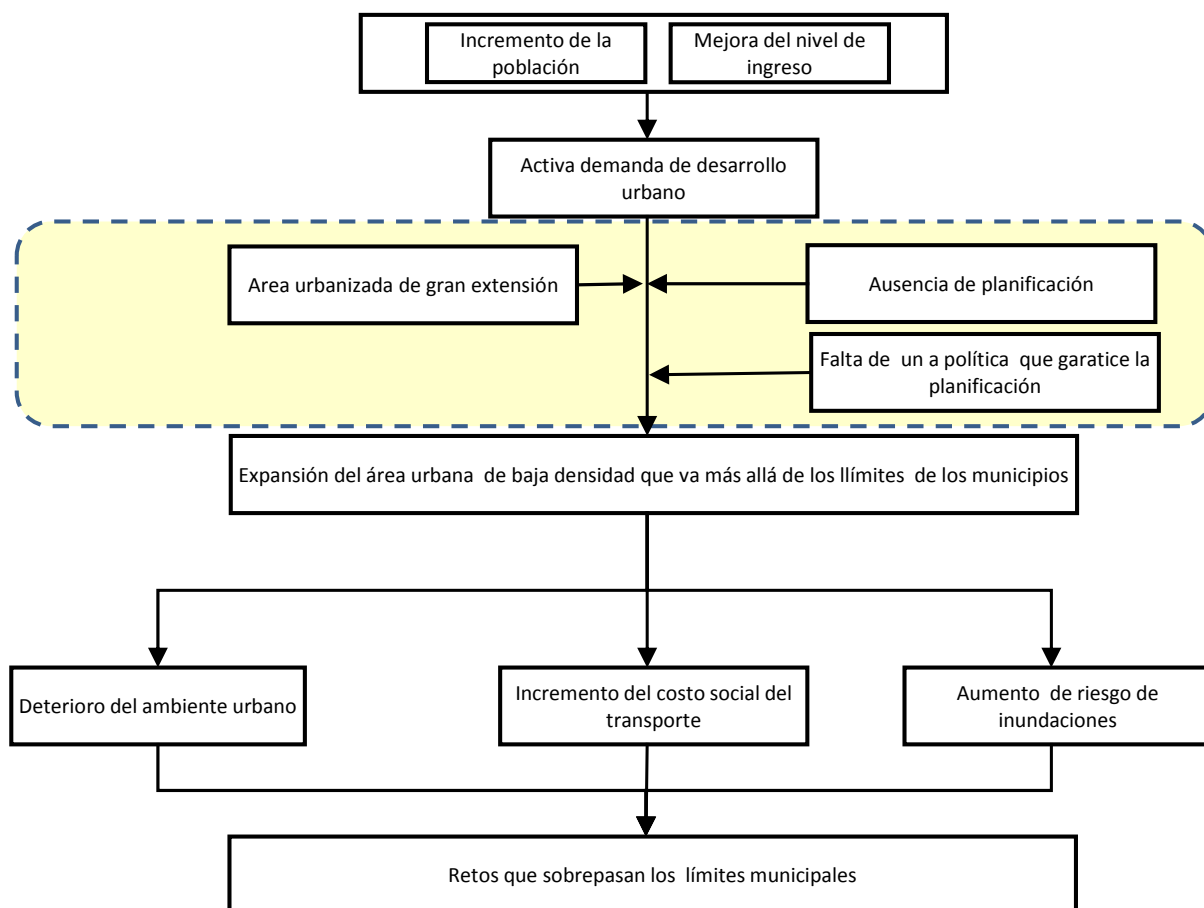 Incremento de la
población
Mejora del nivel de
ingreso
Activa demanda de desarrollo
urbano
Area urbanizada de gran extensión
Ausencia de planificación
Falta de un a política que garatice la
planificación
Expansión del área urbana de baja densidad que va más allá de los llímites de los municipios
Deterioro del ambiente urbano
Incremento del costo social del
transporte
Aumento de riesgo de
inundaciones
Retos que sobrepasan los límites municipales